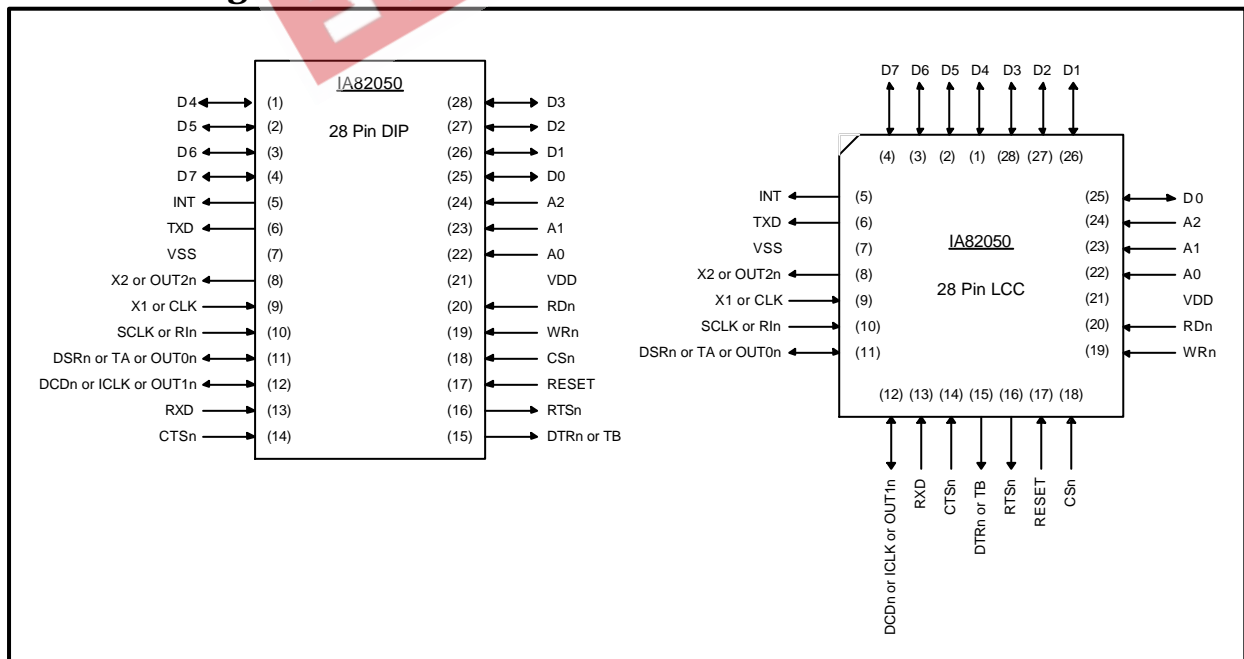 IA82050
28 Pin DIP
D4 (1) (28) D3
D5 (2) (27) D2
D6 (3) (26) D1
D7 (4) (25) D0
INT (5) (24) A2
TXD (6) (23) A1
VSS (7) (22) A0
X2 or OUT2n (8) (21) VDD
X1 or CLK (9) (20) RDn
SCLK or RIn (10) (19) WRn
DSRn or TA or OUT0n (11) (18) CSn
DCDn or ICLK or OUT1n (12) (17) RESET
RXD (13) (16) RTSn
CTSn (14) (15) DTRn or TB
D7 D6 D5 D4 D3 D2 D1
(4) (3) (2) (1) (28) (27) (26)
INT (5) (25) D0
TXD (6) (24) A2
VSS (7) IA82050 (23) A1
X2 or OUT2n (8) (22) A0
X1 or CLK (9) 28 Pin LCC (21) VDD
SCLK or RIn (10) (20) RDn
DSRn or TA or OUT0n (11) (19) WRn
(12) (13) (14) (15) (16) (17) (18)
DCDn or ICLK or OUT1n
RXD
CTSn
DTRn or TB
RTSn
RESET
CSn